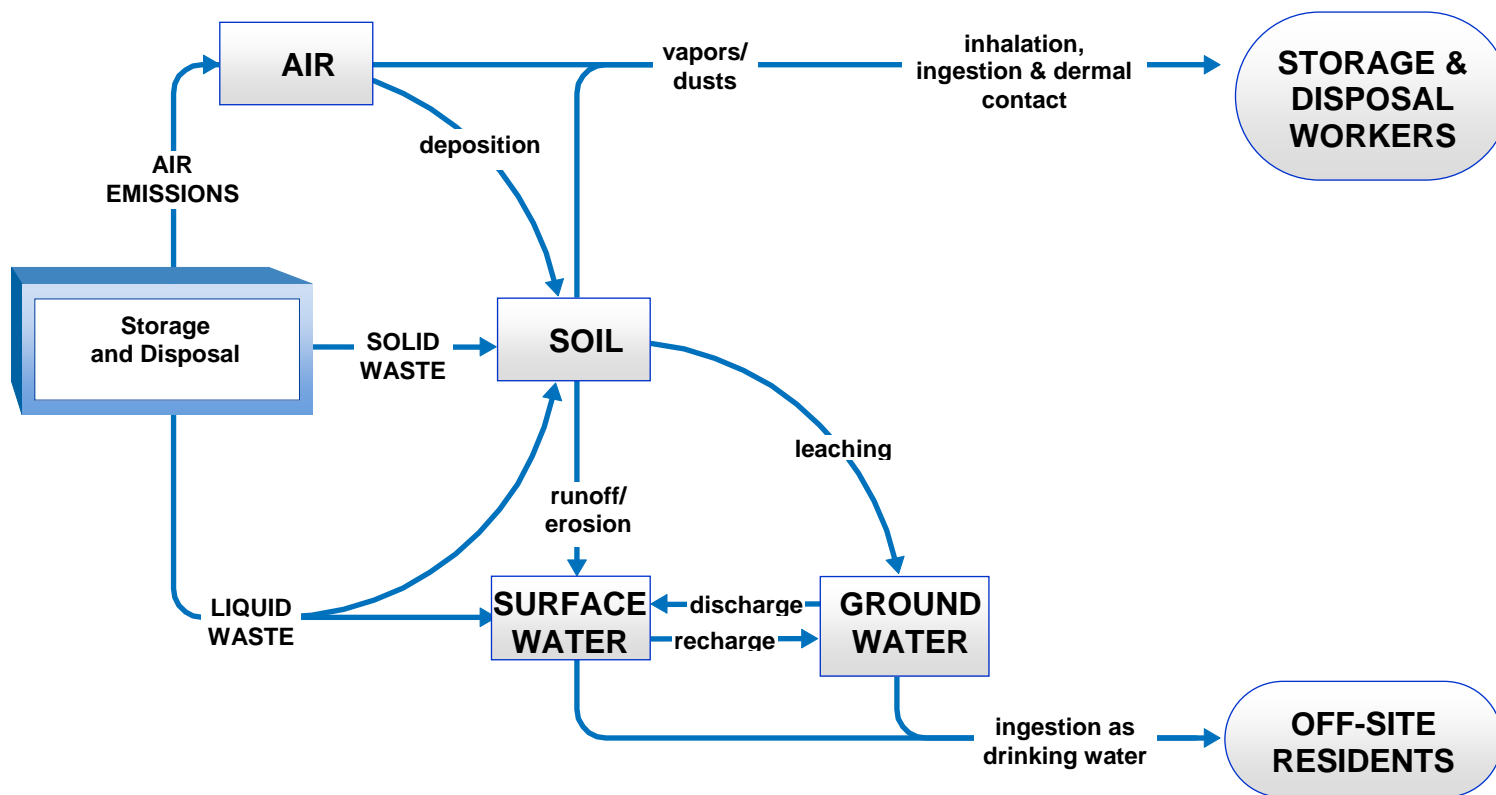 AIR
vapors/
dusts
inhalation,
ingestion & dermal
contact
STORAGE &
DISPOSAL
WORKERS
deposition
AIR
EMISSIONS
Storage
and Disposal
SOLID
WASTE
SOIL
leaching
runoff/
erosion
LIQUID
WASTE
SURFACE
WATER
discharge
recharge
GROUND
WATER
ingestion as
drinking water
OFF-SITE
RESIDENTS